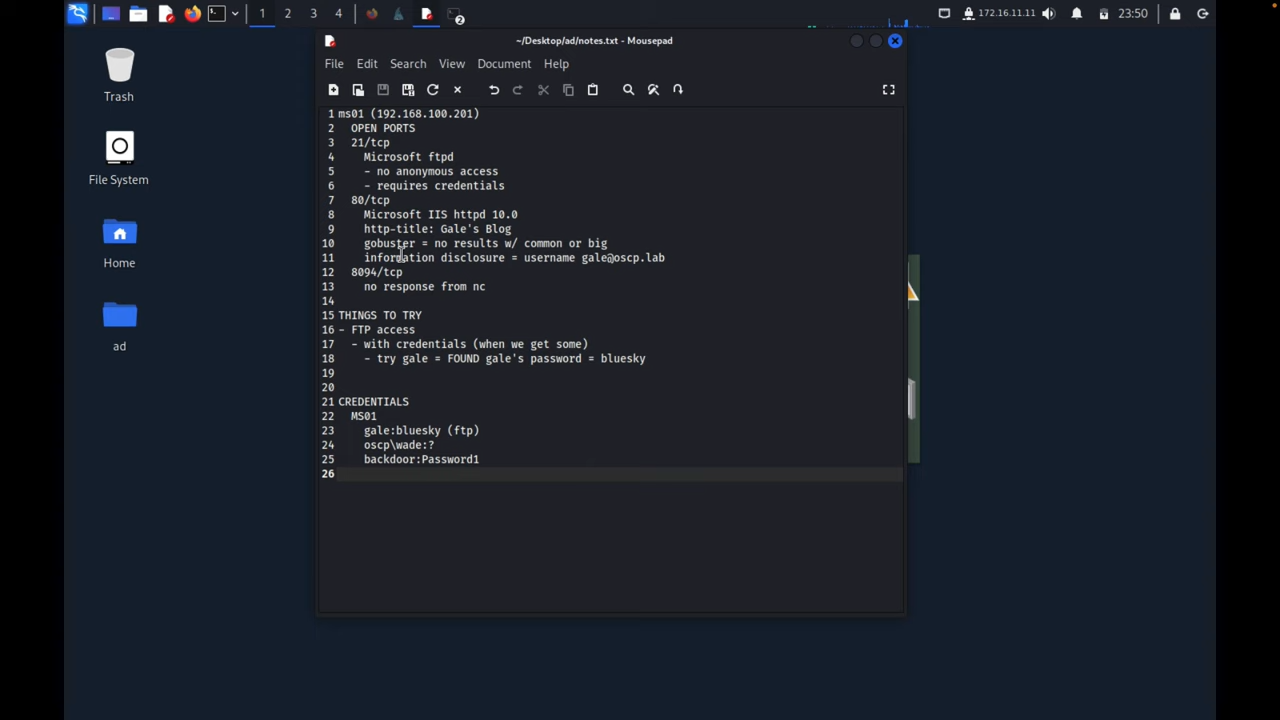 1 2 3 4 2 172.16.11.11 23:50
~/Desktop/ad/notes.txt - Mousepad
File Edit Search View Document Help
Trash
File System
Home
ad
1 ms01 (192.168.100.201)
2 OPEN PORTS
3 21/tcp
4 Microsoft ftpd
5 - no anonymous access
6 - requires credentials
7 80/tcp
8 Microsoft IIS httpd 10.0
9 http-title: Gale's Blog
10 gobuster = no results w/ common or big
11 information disclosure = username gale@oscp.lab
12 8094/tcp
13 no response from nc
14
15 THINGS TO TRY
16 - FTP access
17 - with credentials (when we get some)
18 - try gale = FOUND gale's password = bluesky
19
20
21 CREDENTIALS
22 MS01
23 gale:bluesky (ftp)
24 oscp\wade:?
25 backdoor:Password1
26